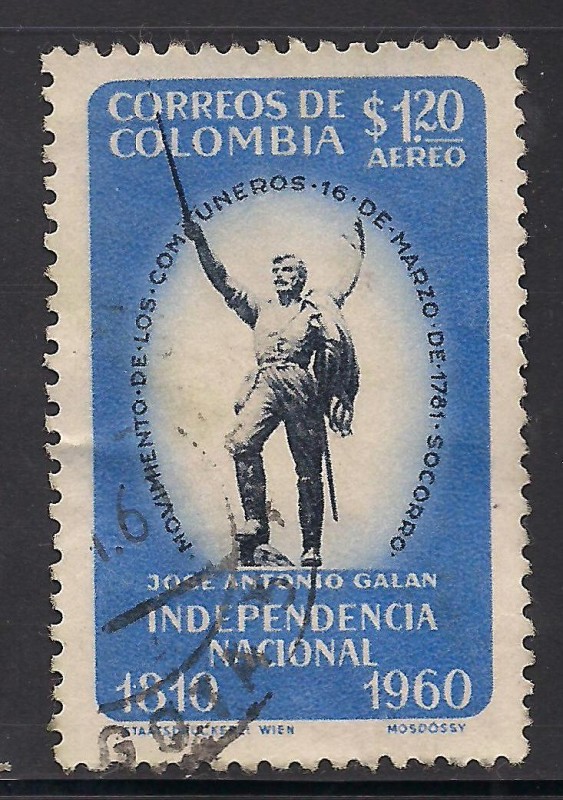 CORREOS DE
COLOMBIA
$1.20
AEREO
MOVIMIENTO·DE·LOS·COMUNEROS·16·DE·MARZO·DE·1781·SOCORRO
JOSE ANTONIO GALAN
INDEPENDENCIA
NACIONAL
1810 1960
STAATSDRUCKEREI WIEN MOSDÓSSY